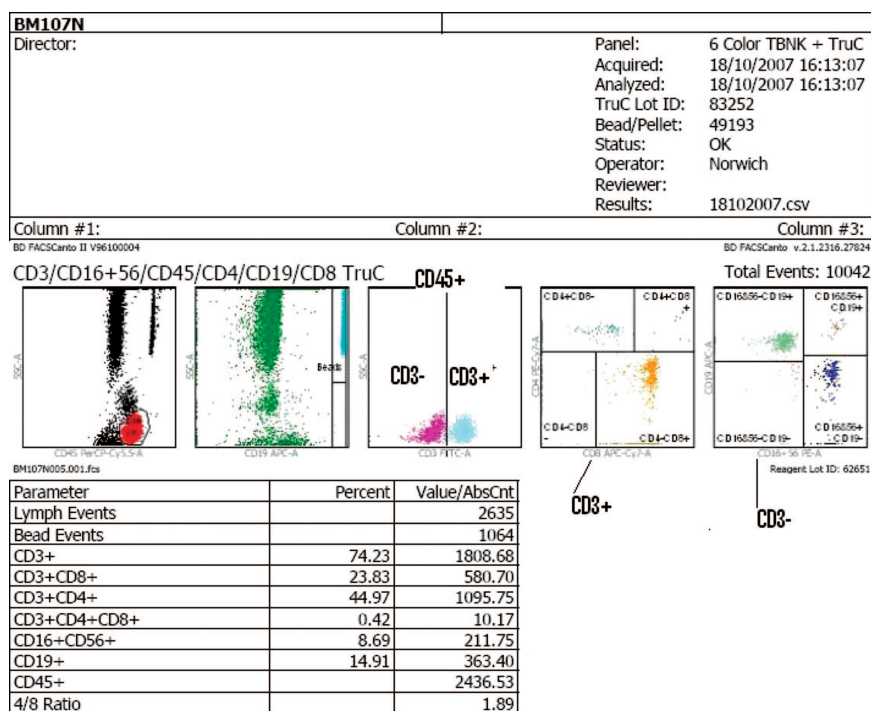 BM107N
Director:
Panel: 6 Color TBNK + TruC
Acquired: 18/10/2007 16:13:07
Analyzed: 18/10/2007 16:13:07
TruC Lot ID: 83252
Bead/Pellet: 49193
Status: OK
Operator: Norwich
Reviewer:
Results: 18102007.csv
Column #1: Column #2: Column #3:
BD FACSCanto II V96100004 BD FACSCanto v.2.1.2316.27824
CD3/CD16+56/CD45/CD4/CD19/CD8 TruC CD45+ Total Events: 10042
SSC-A
CD45 PerCP-Cy5.5-A
SSC-A
Beads
CD19 APC-A
SSC-A
CD3- CD3+ +
CD3 FITC-A
CD4 PE-Cy7-A
CD4+CD8- CD4+CD8
+
CD4-CD8
- CD4-CD8+
CD8 APC-Cy7-A
CD3+
CD19 APC-A
CD16&56-CD19+ CD16&56+
CD19+
CD16&56-CD19- CD16&56+
CD19-
CD16+56 PE-A
CD3-
BM107N005.001.fcs Reagent Lot ID: 62651
Parameter Percent Value/AbsCnt
Lymph Events 2635
Bead Events 1064
CD3+ 74.23 1808.68
CD3+CD8+ 23.83 580.70
CD3+CD4+ 44.97 1095.75
CD3+CD4+CD8+ 0.42 10.17
CD16+CD56+ 8.69 211.75
CD19+ 14.91 363.40
CD45+ 2436.53
4/8 Ratio 1.89